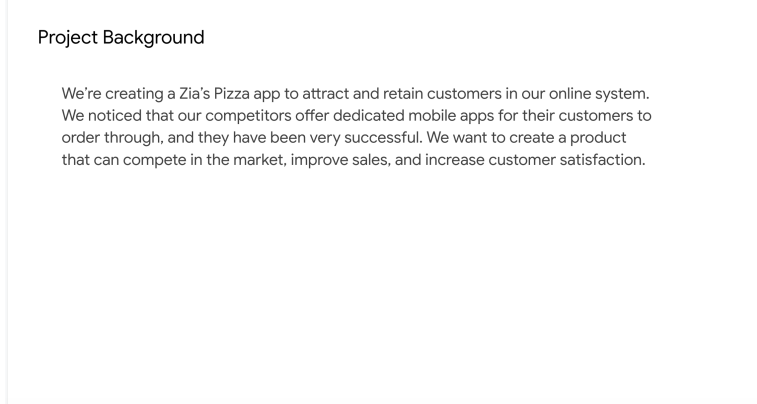 Project Background
We’re creating a Zia’s Pizza app to attract and retain customers in our online system.
We noticed that our competitors offer dedicated mobile apps for their customers to
order through, and they have been very successful. We want to create a product
that can compete in the market, improve sales, and increase customer satisfaction.